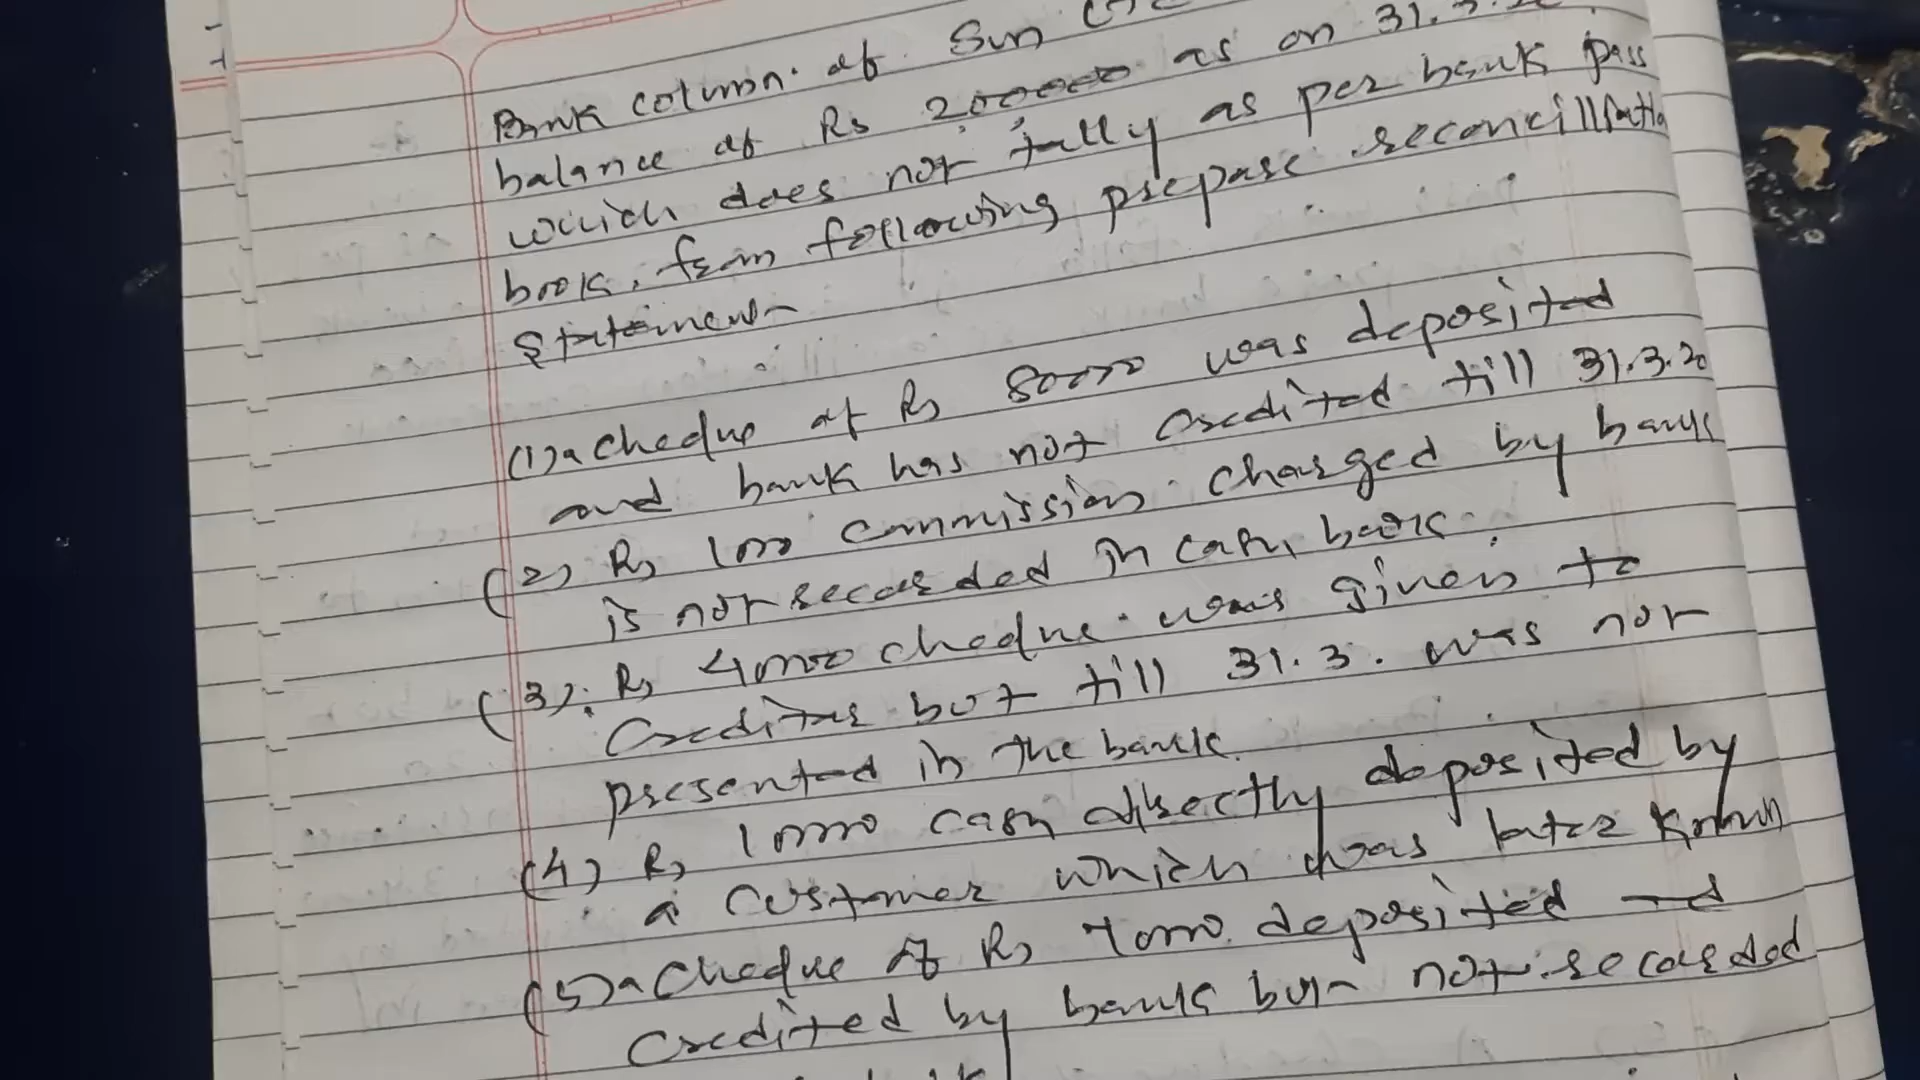 Bank column of Sun
balance of Rs 200000 as on 31.3.20
which does not tally as per bank pass
book, from following prepare reconcillatio
statement
(1) a cheque of Rs 80000 was deposited
and bank has not credited till 31.3.20
(2) Rs 1000 commission charged by bank
is not recorded in cash book.
(3) Rs 40000 cheque was given to
creditor but till 31.3. was not
presented in the bank.
(4) Rs 10000 cash directly deposited by
a customer which was later known
(5) a cheque of Rs deposited and
credited by bank but not recorded